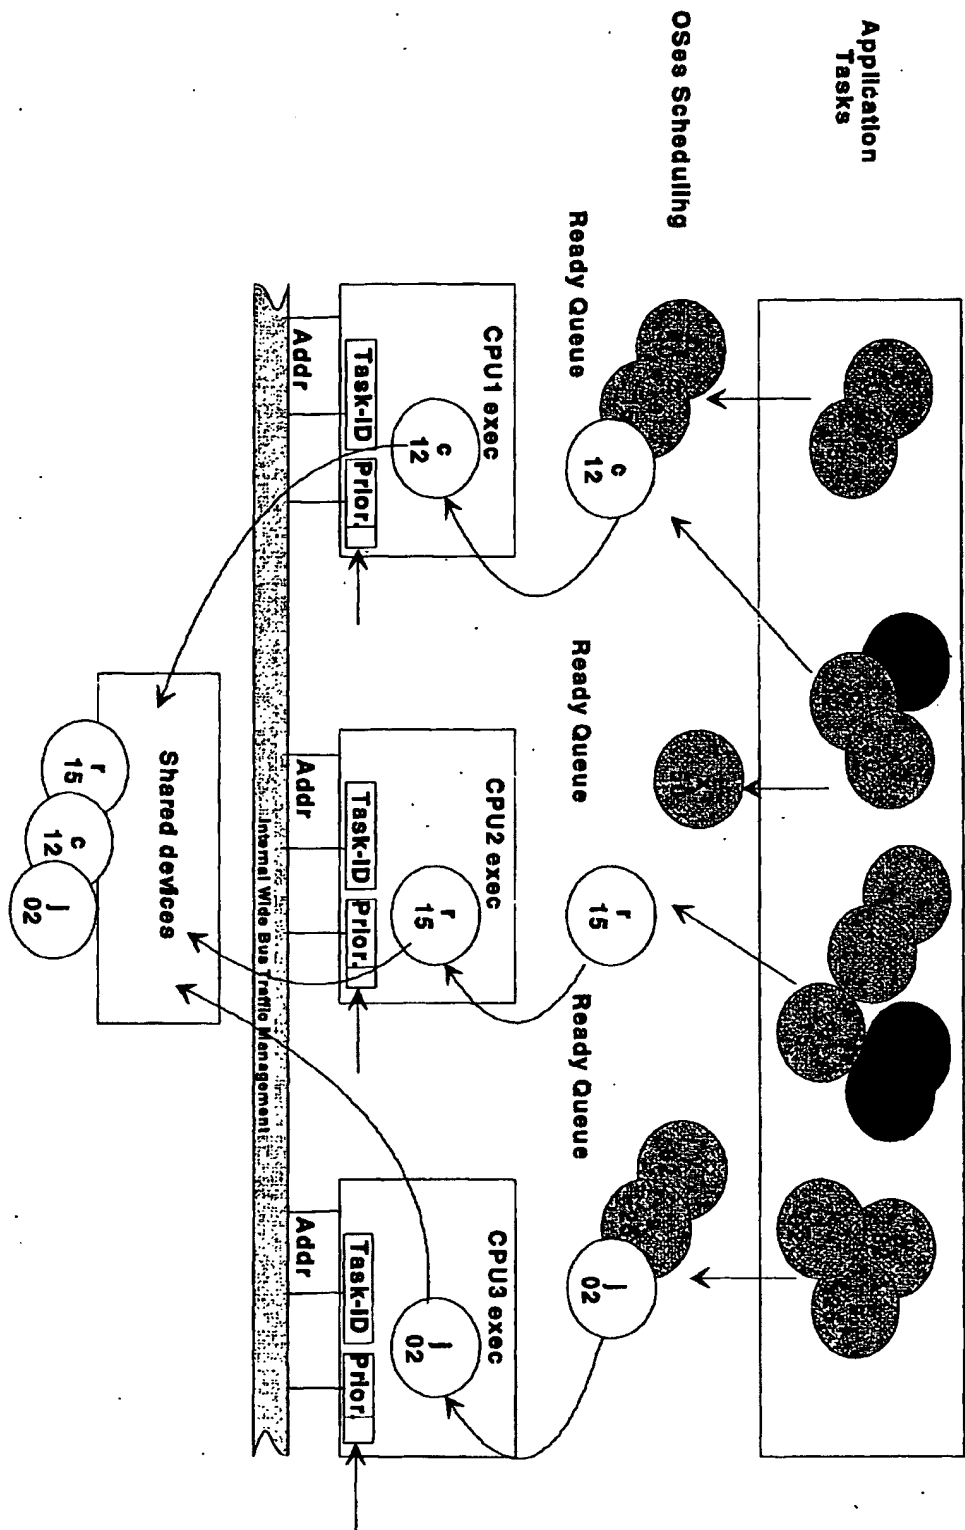 Application
Tasks
OSes Scheduling
Ready Queue
Ready Queue
Ready Queue
c
12
r
15
j
02
CPU1 exec
c
12
Task-ID
Prior.
Addr
CPU2 exec
r
15
Task-ID
Prior.
Addr
CPU3 exec
j
02
Task-ID
Prior.
Addr
Internal Wide Bus Traffic Management
Shared devices
r
15
c
12
j
02